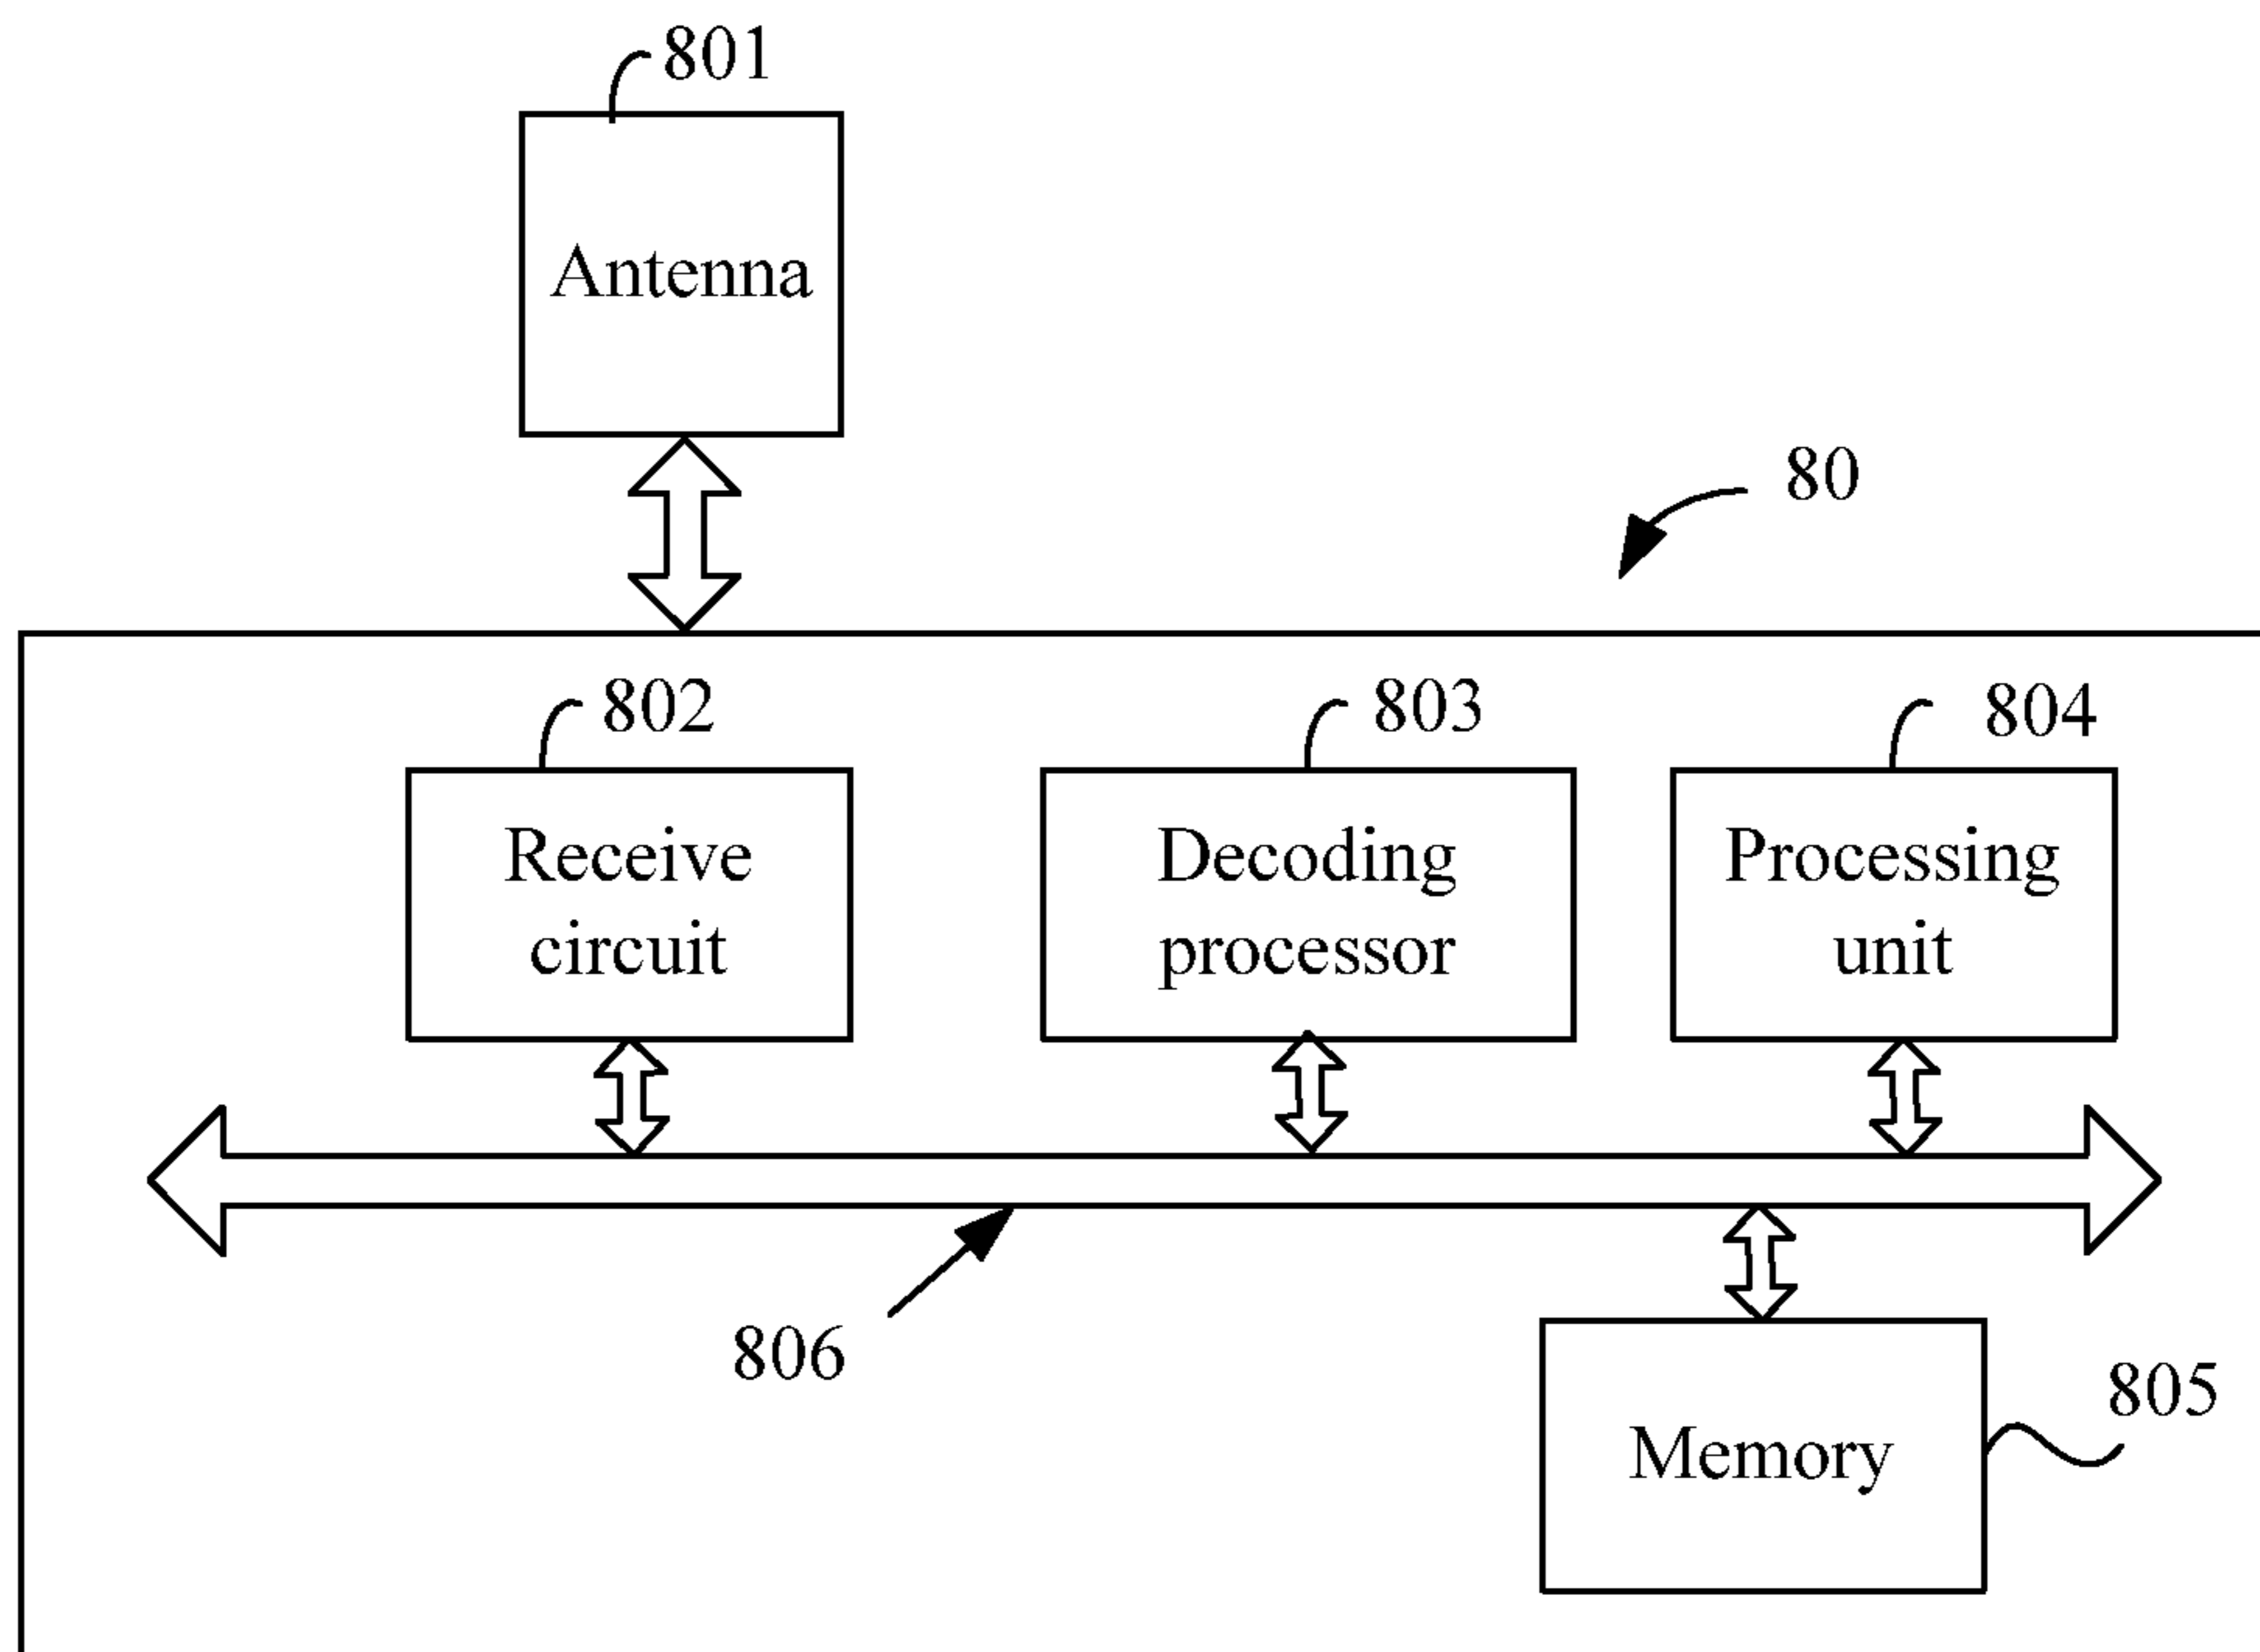 801
Antenna
80
802
803
804
Receive
circuit
Decoding
processor
Processing
unit
806
805
Memory